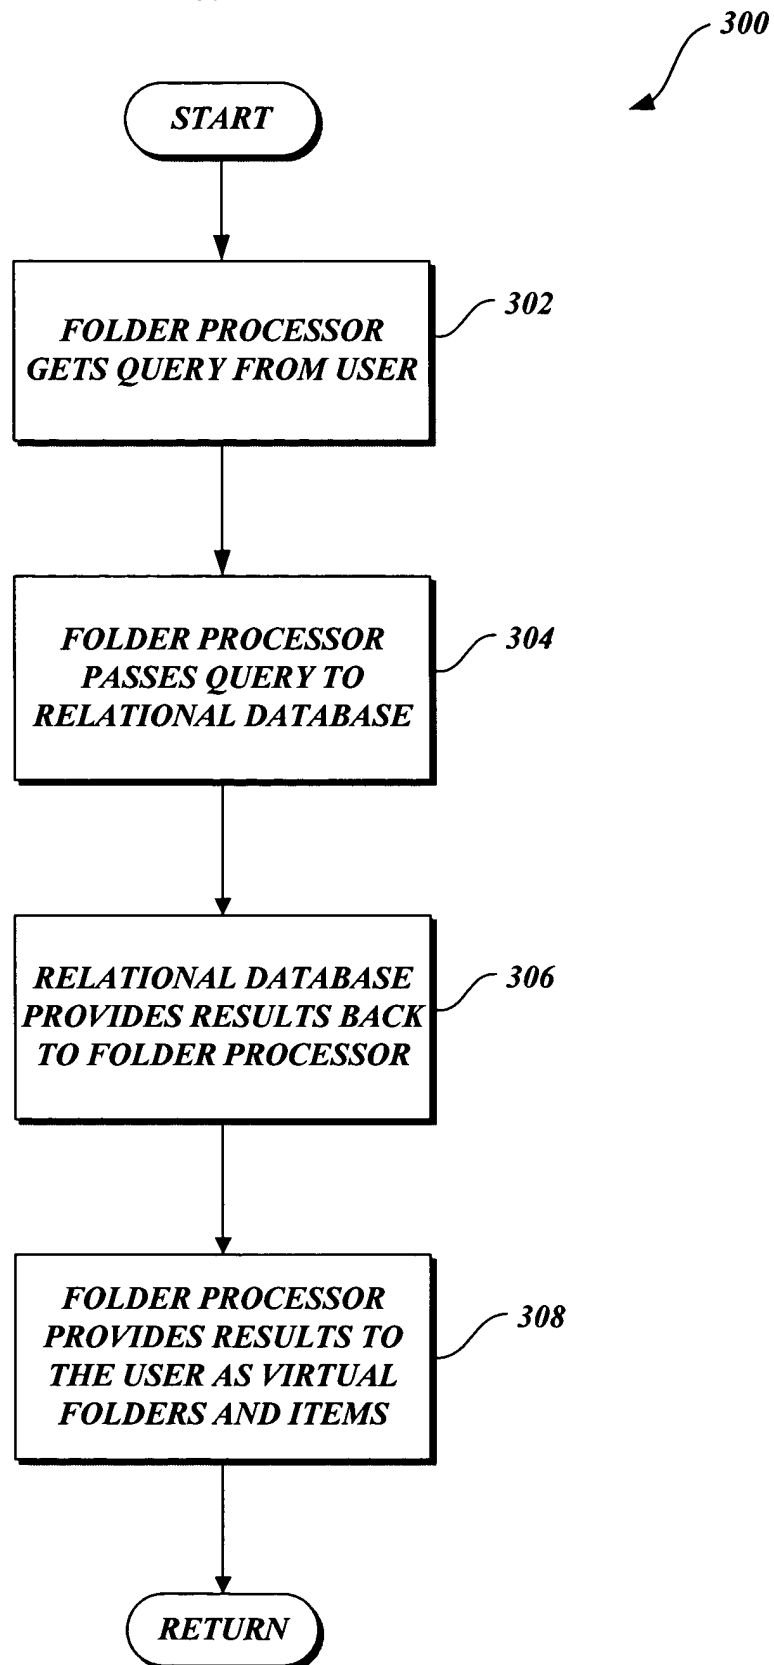 300
START
FOLDER PROCESSOR
GETS QUERY FROM USER
302
FOLDER PROCESSOR
PASSES QUERY TO
RELATIONAL DATABASE
304
RELATIONAL DATABASE
PROVIDES RESULTS BACK
TO FOLDER PROCESSOR
306
FOLDER PROCESSOR
PROVIDES RESULTS TO
THE USER AS VIRTUAL
FOLDERS AND ITEMS
308
RETURN